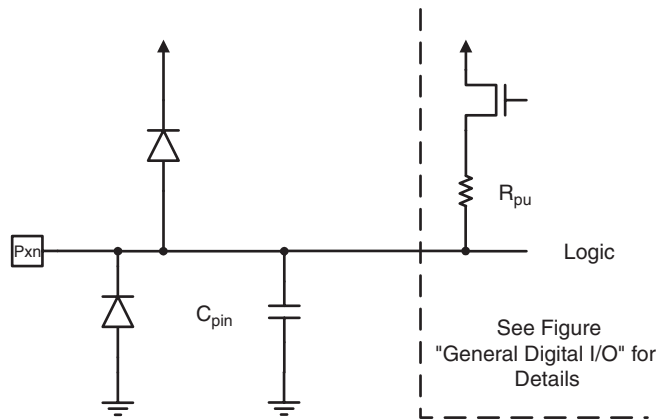 R_pu
Pxn
Logic
C_pin
See Figure
"General Digital I/O" for
Details